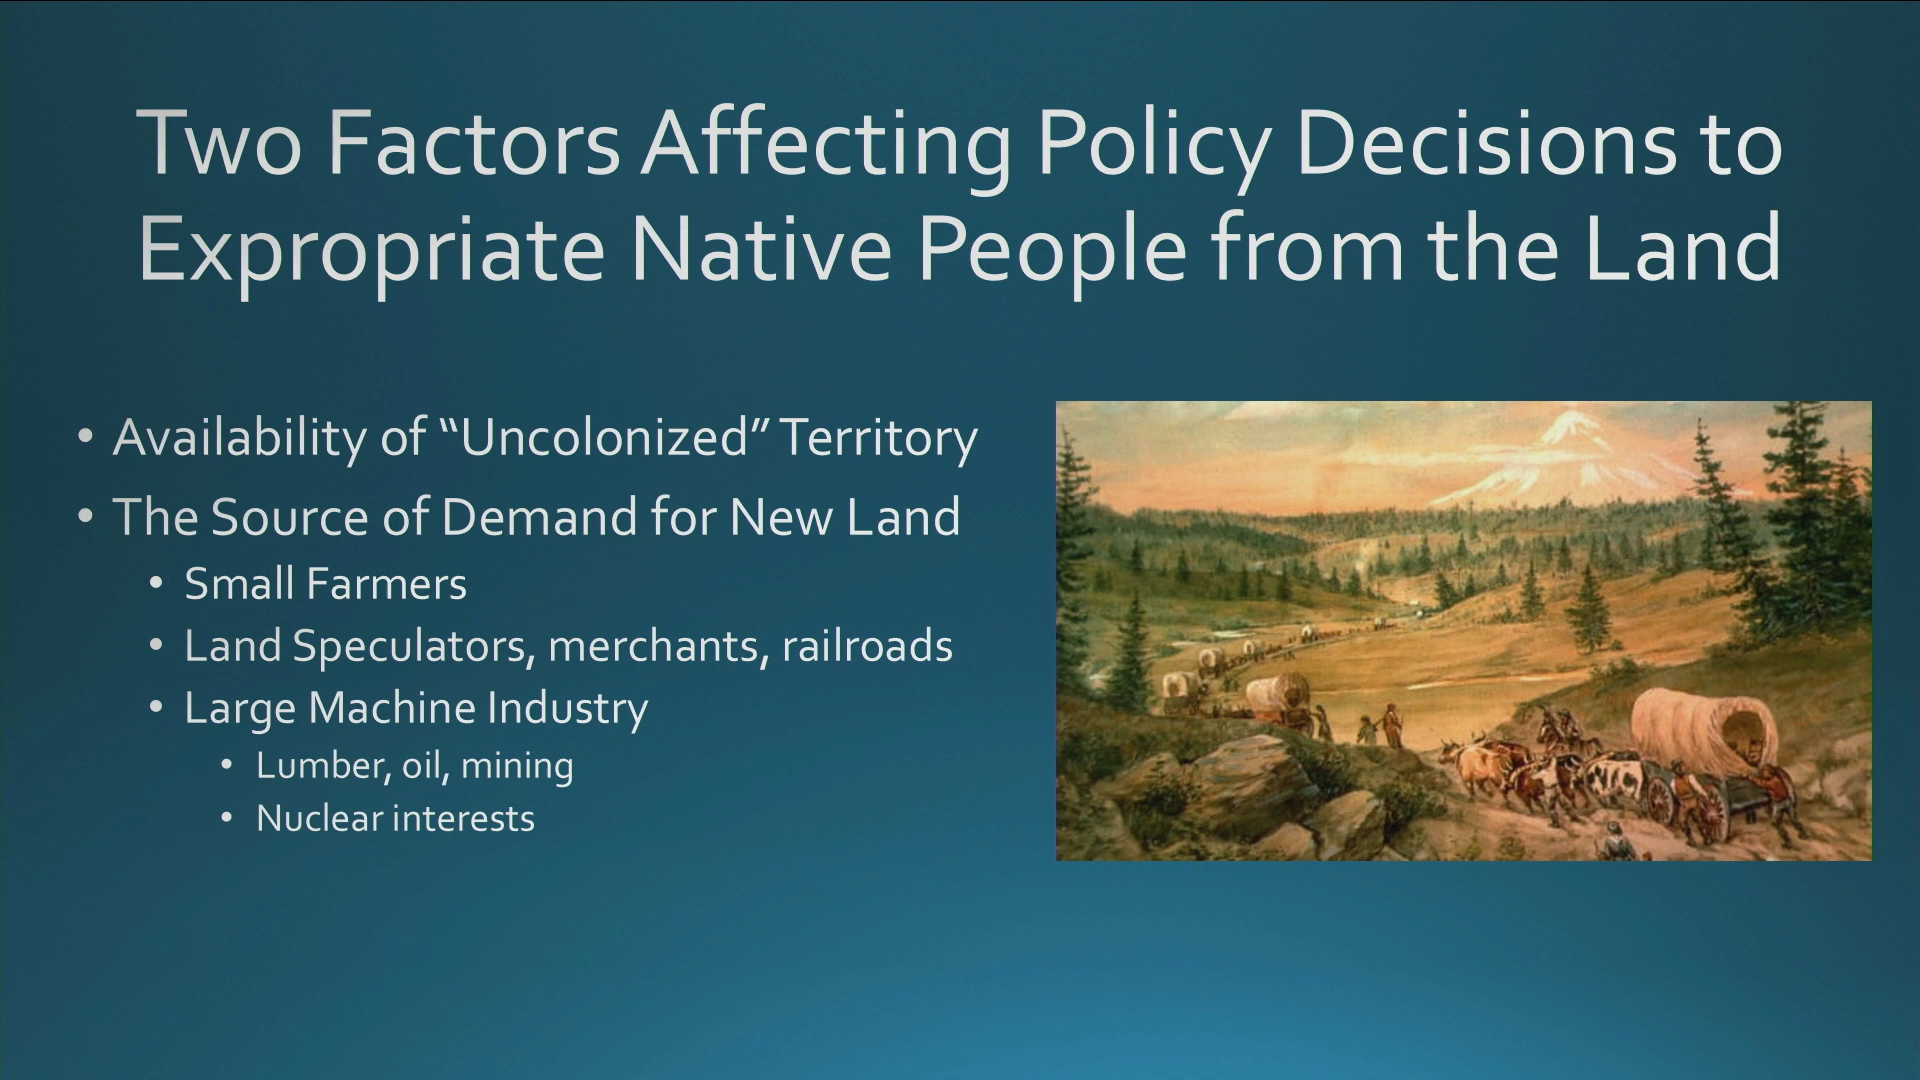 Two Factors Affecting Policy Decisions to
Expropriate Native People from the Land
• Availability of “Uncolonized” Territory
• The Source of Demand for New Land
• Small Farmers
• Land Speculators, merchants, railroads
• Large Machine Industry
• Lumber, oil, mining
• Nuclear interests